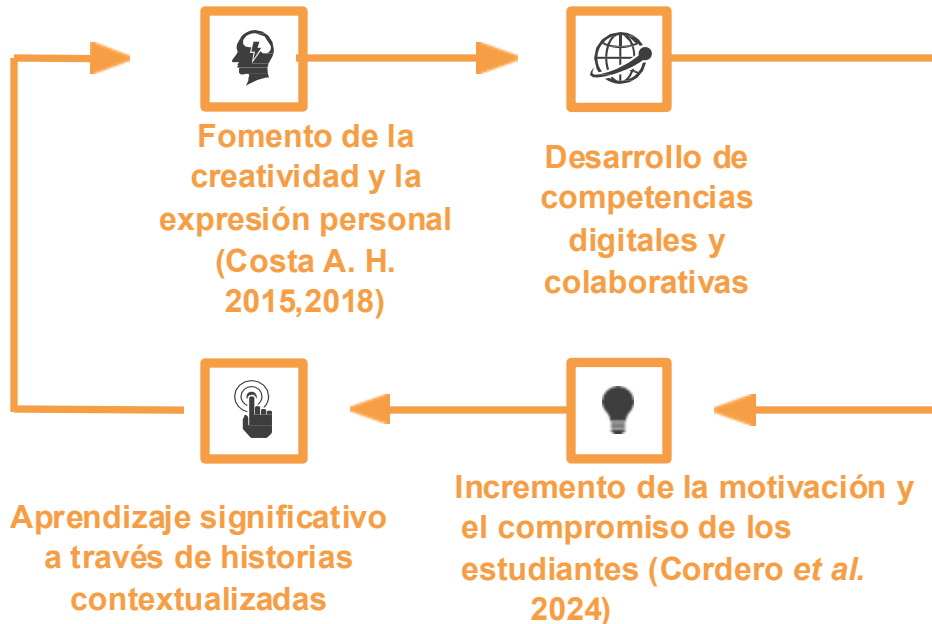 Fomento de la
creatividad y la
expresión personal
(Costa A. H.
2015,2018)
Desarrollo de
competencias
digitales y
colaborativas
Aprendizaje significativo
a través de historias
contextualizadas
Incremento de la motivación y
el compromiso de los
estudiantes (Cordero et al.
2024)